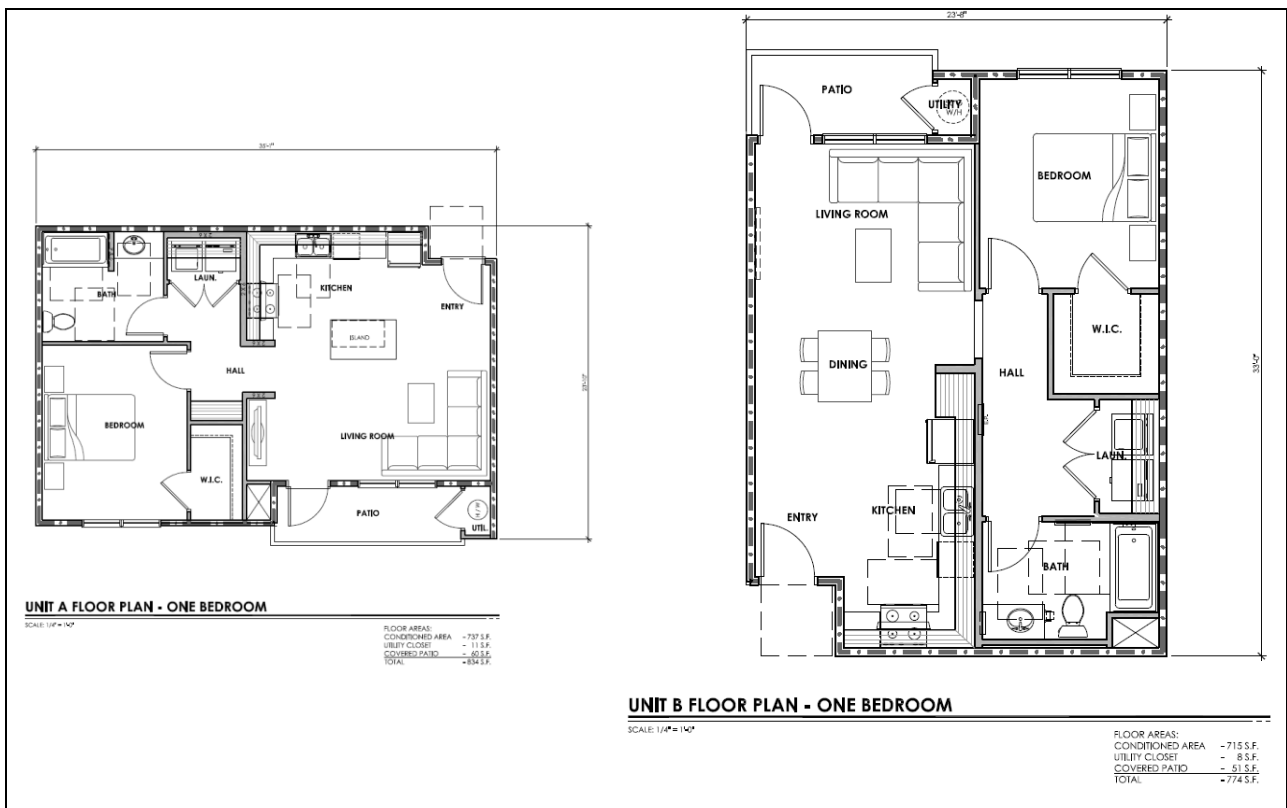 35'-1"
BATH
LAUN.
KITCHEN
ENTRY
ISLAND
HALL
BEDROOM
LIVING ROOM
W.I.C.
PATIO
UTIL.
UNIT A FLOOR PLAN - ONE BEDROOM
SCALE: 1/4" = 1'-0"
FLOOR AREAS:
CONDITIONED AREA - 737 S.F.
UTILITY CLOSET - 11 S.F.
COVERED PATIO - 60 S.F.
TOTAL
23'-8"
PATIO
UTILITY
W/H
BEDROOM
LIVING ROOM
W.I.C.
DINING
HALL
33'-0"
LAUN.
ENTRY
KITCHEN
BATH
UNIT B FLOOR PLAN - ONE BEDROOM
SCALE: 1/4" = 1'-0"
FLOOR AREAS:
CONDITIONED AREA - 715 S.F.
UTILITY CLOSET - 8 S.F.
COVERED PATIO - 51 S.F.
TOTAL - 774 S.F.